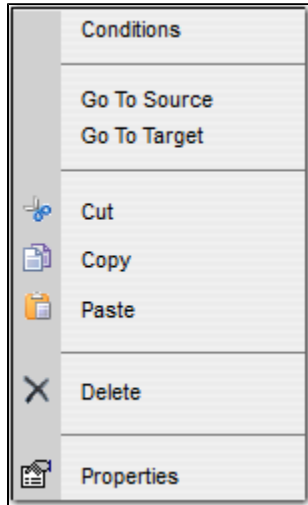 Conditions
Go To Source
Go To Target
Cut
Copy
Paste
Delete
Properties